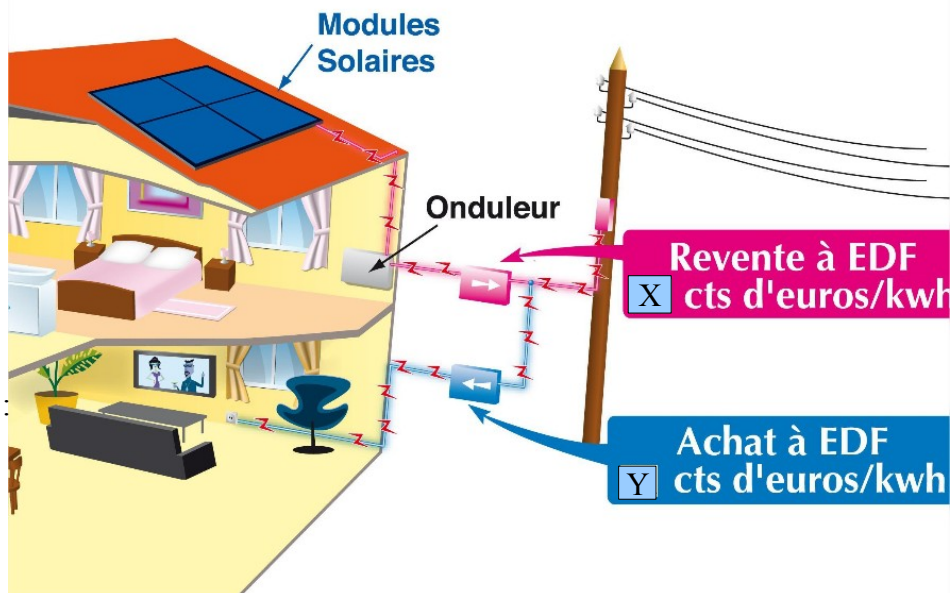 Modules
Solaires
Onduleur
Revente à EDF
X cts d'euros/kwh
Achat à EDF
Y cts d'euros/kwh